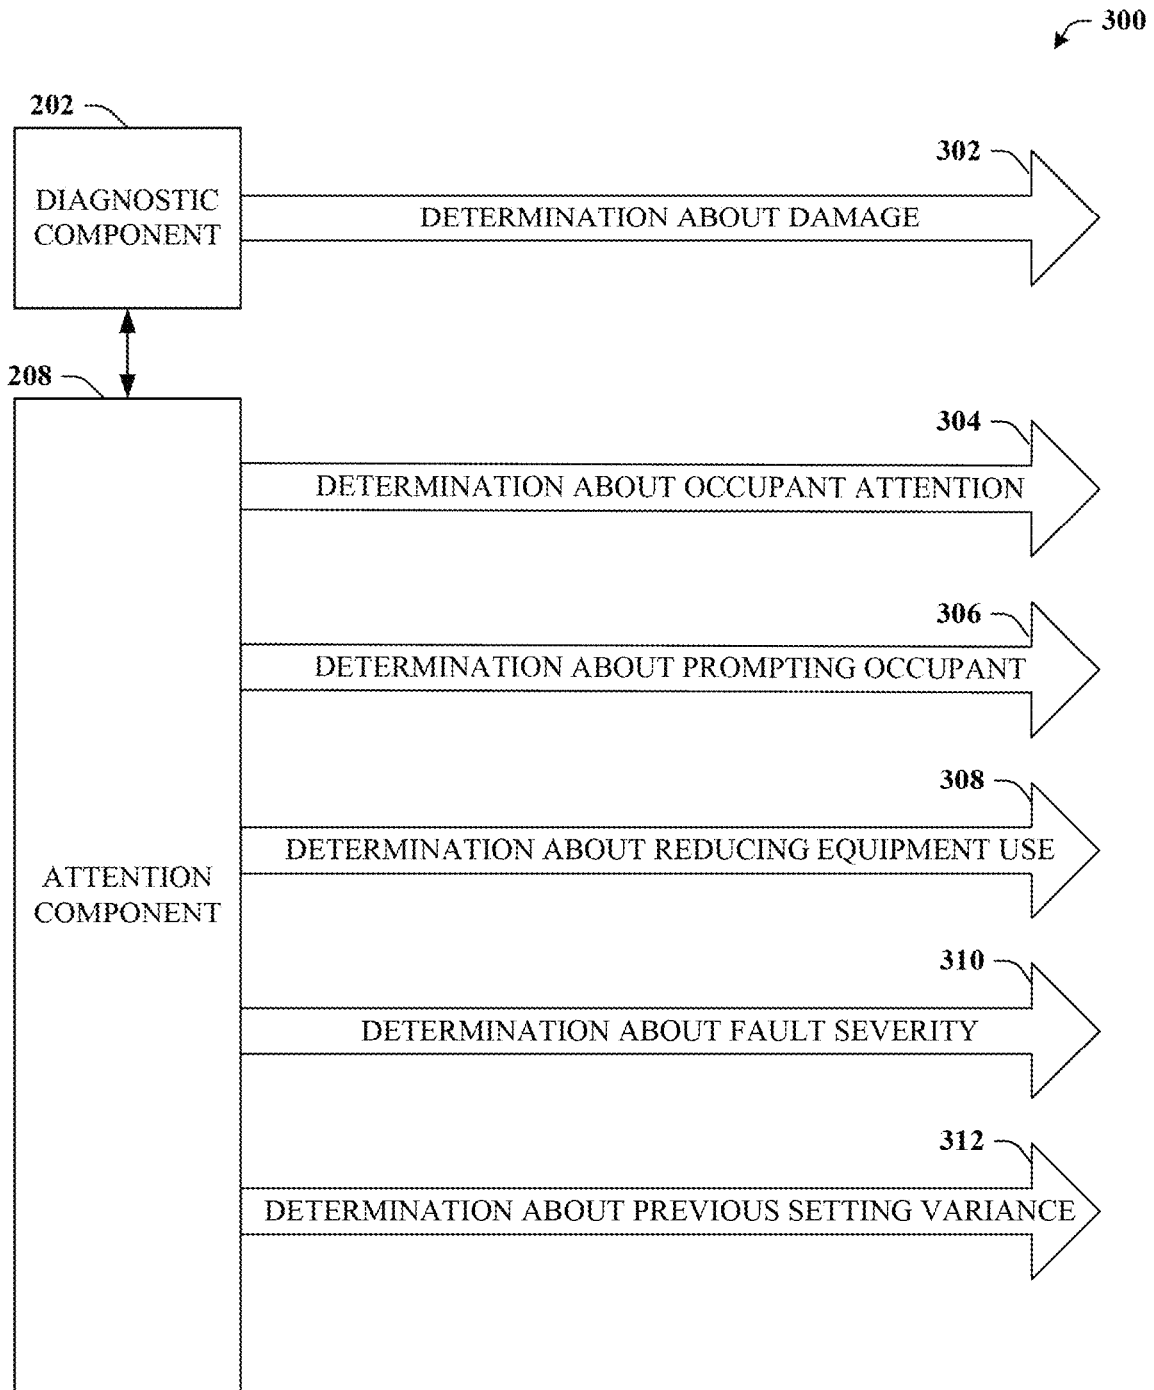 300
202
302
DIAGNOSTIC
COMPONENT
DETERMINATION ABOUT DAMAGE
208
304
DETERMINATION ABOUT OCCUPANT ATTENTION
306
DETERMINATION ABOUT PROMPTING OCCUPANT
308
DETERMINATION ABOUT REDUCING EQUIPMENT USE
ATTENTION
COMPONENT
310
DETERMINATION ABOUT FAULT SEVERITY
312
DETERMINATION ABOUT PREVIOUS SETTING VARIANCE